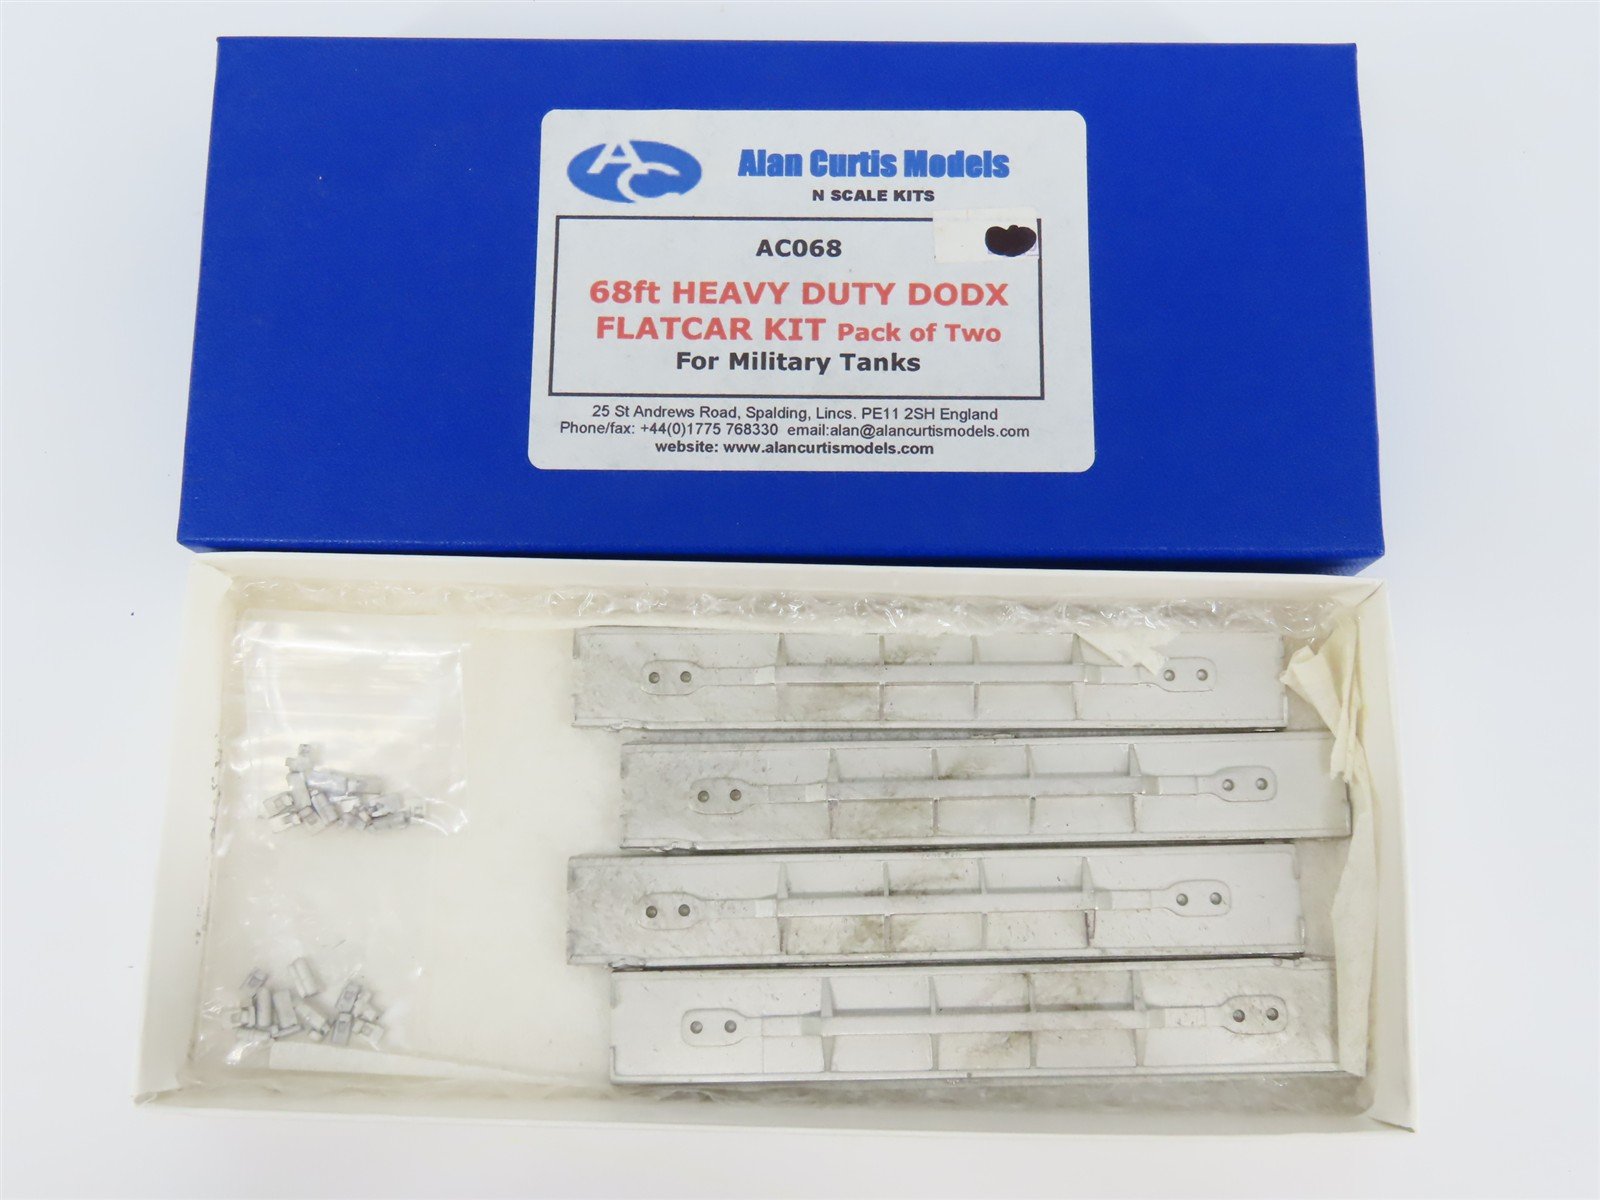 AC
Alan Curtis Models
N SCALE KITS
AC068
68ft HEAVY DUTY DODX
FLATCAR KIT Pack of Two
For Military Tanks
25 St Andrews Road, Spalding, Lincs. PE11 2SH England
Phone/fax: +44(0)1775 768330 email:alan@alancurtismodels.com
website: www.alancurtismodels.com